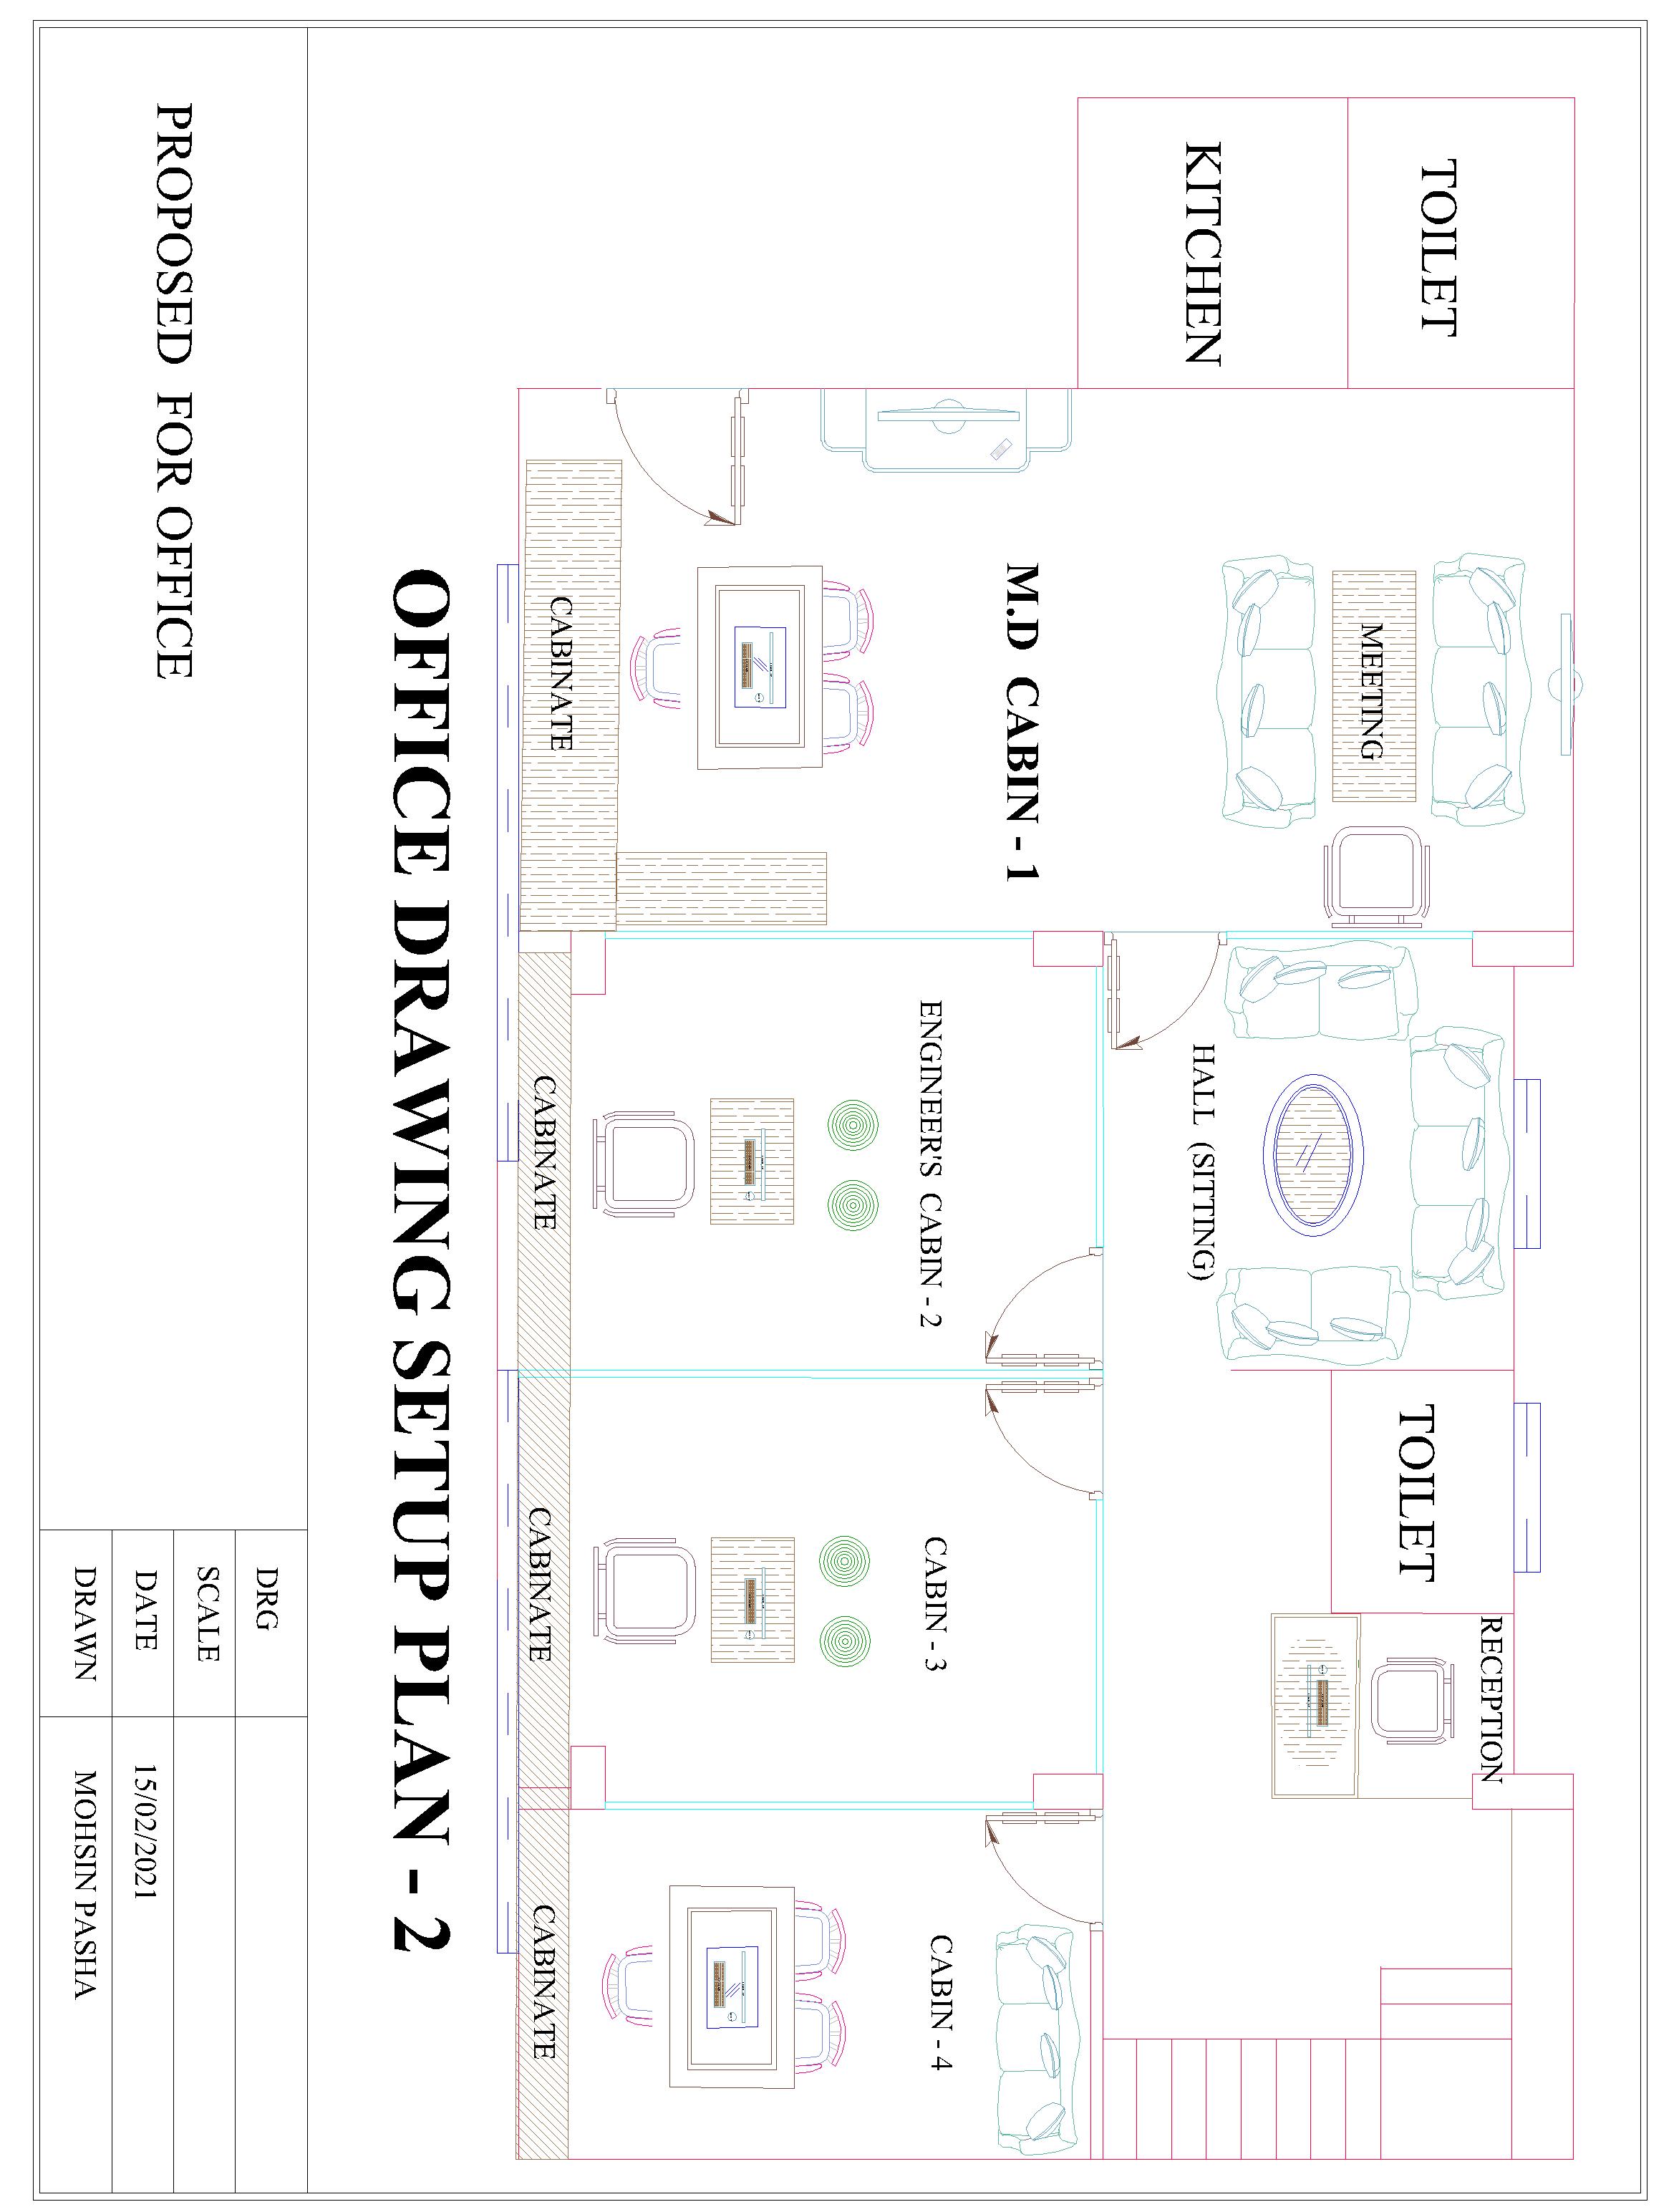 RECEPTION
TOILET
TOILET
MEETING
KITCHEN
HALL (SITTING)
M.D CABIN - 1
ENGINEER'S CABIN - 2
CABIN - 3
CABIN - 4
CABINATE
CABINATE
CABINATE
CABINATE
OFFICE DRAWING SETUP PLAN - 2
PROPOSED FOR OFFICE
DRG
SCALE
DATE 15/02/2021
DRAWN MOHSIN PASHA